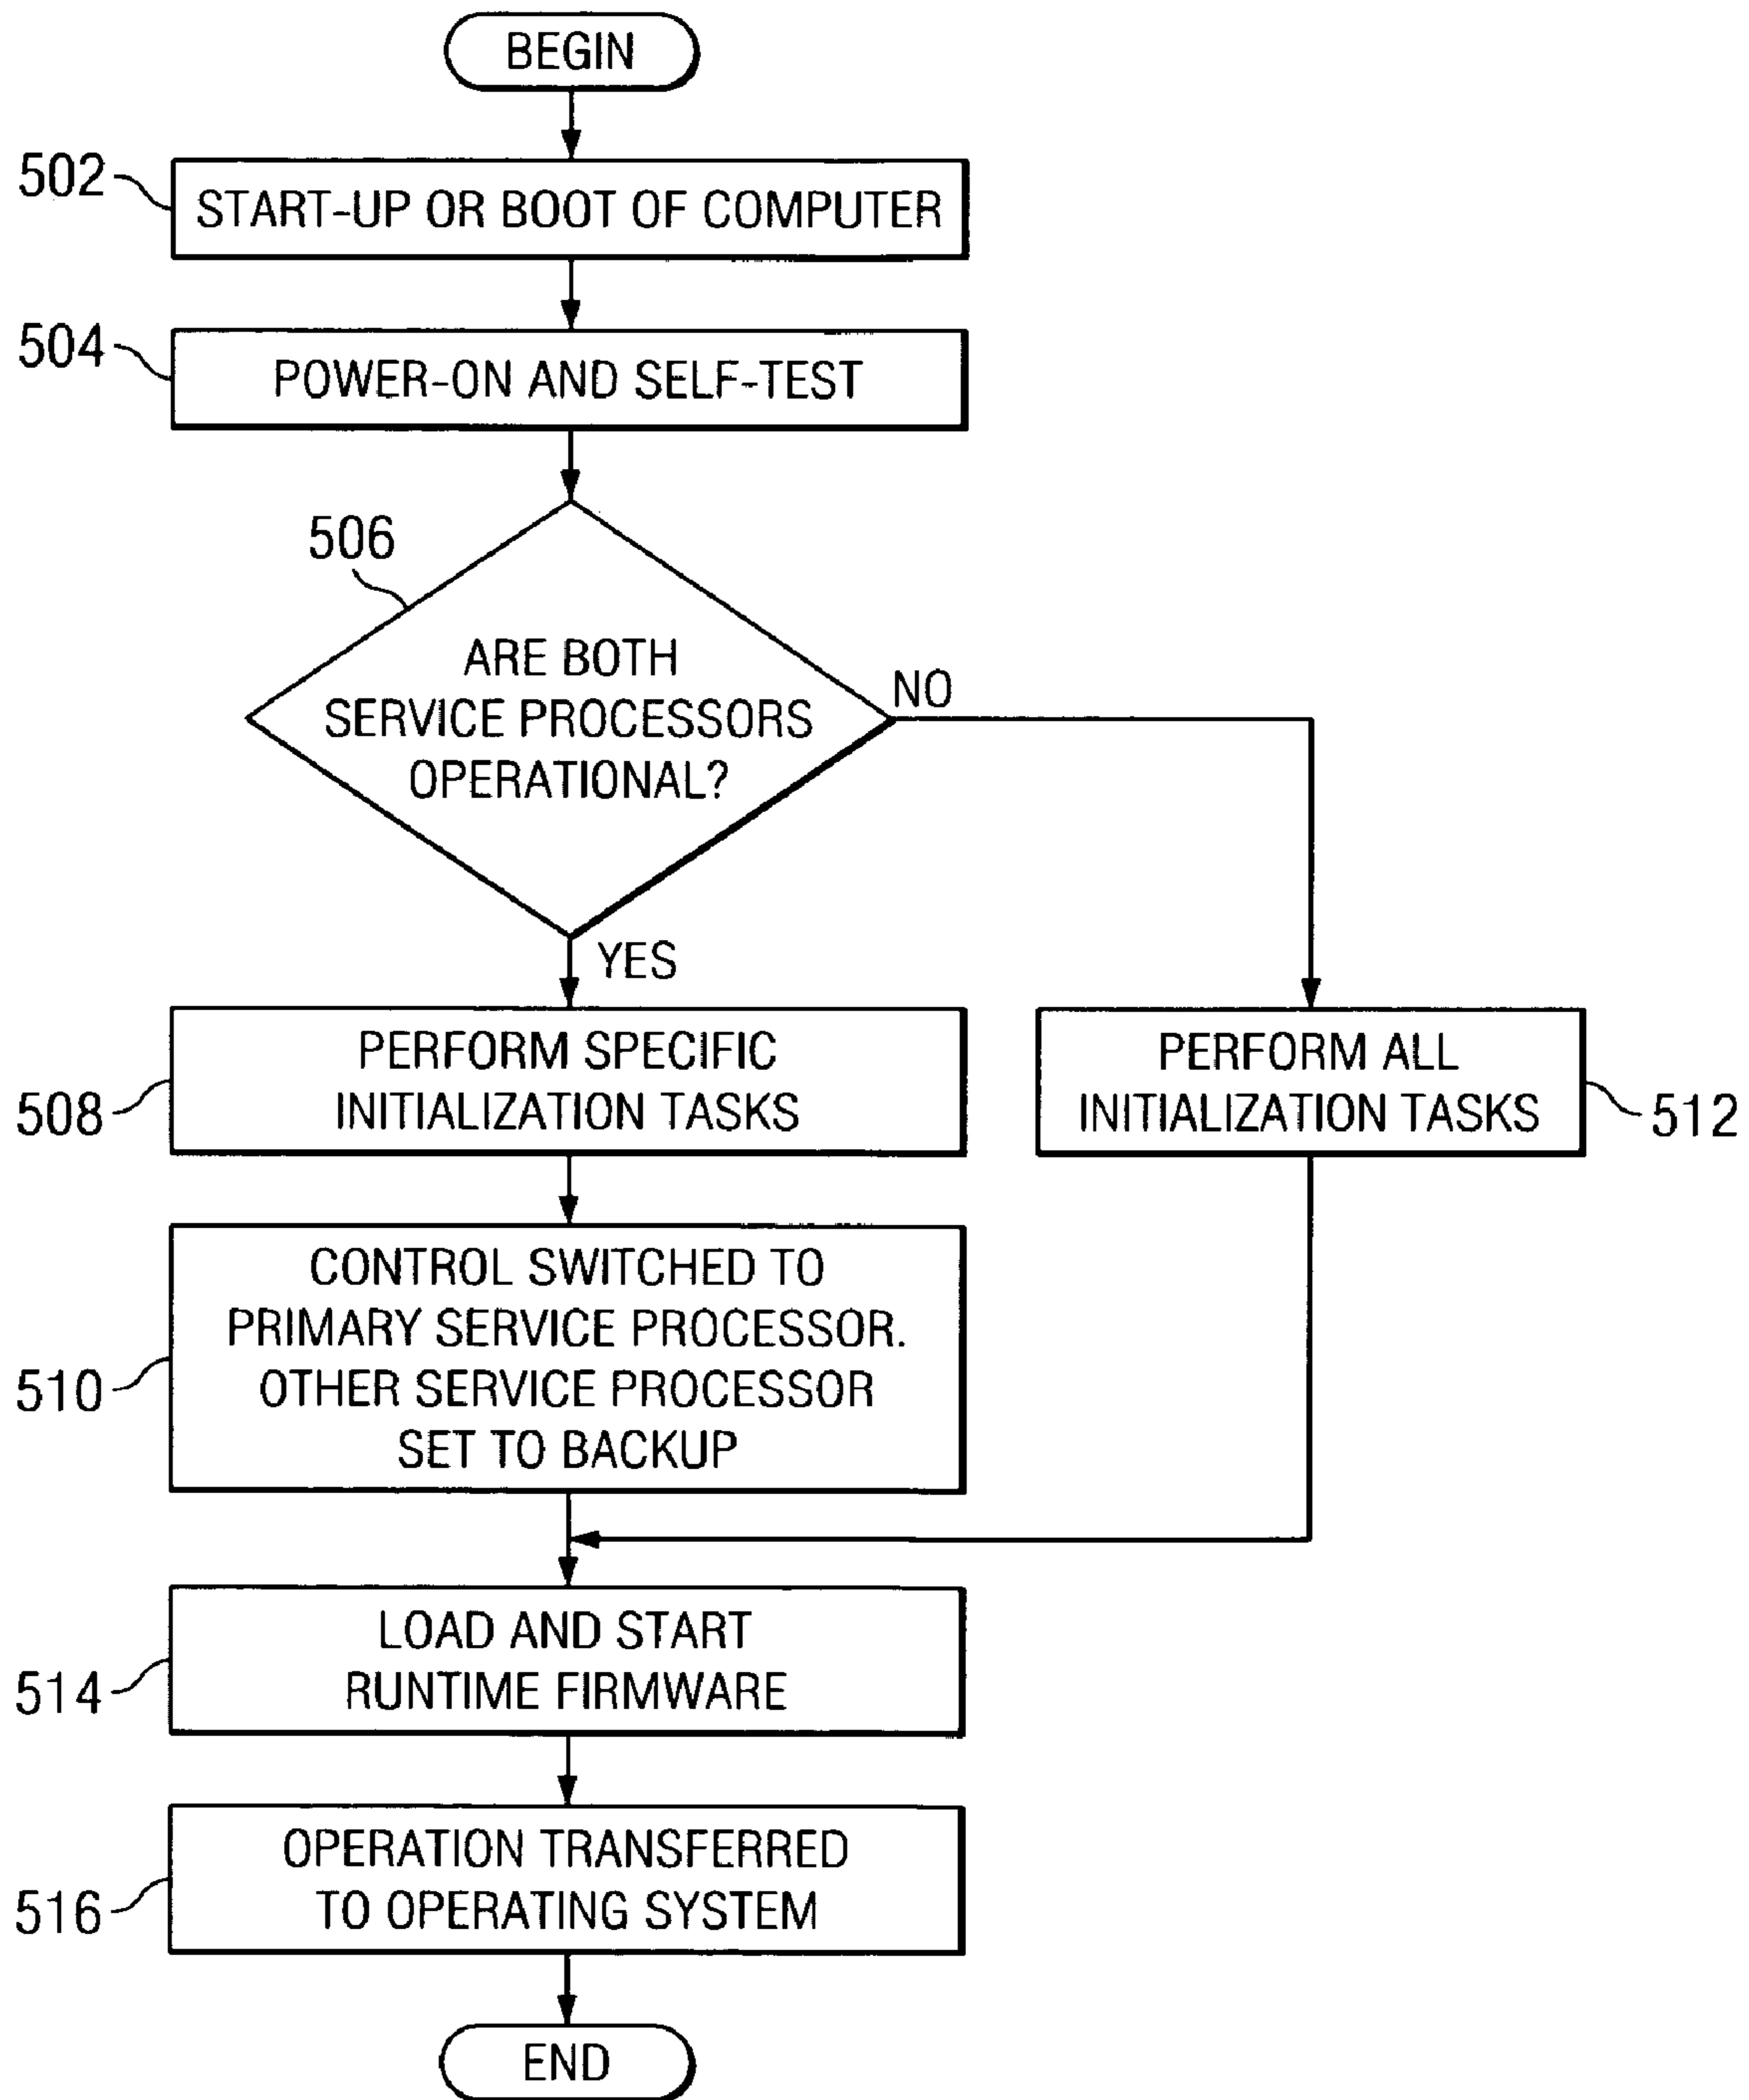 BEGIN
502
START-UP OR BOOT OF COMPUTER
504
POWER-ON AND SELF-TEST
506
ARE BOTH
SERVICE PROCESSORS
OPERATIONAL?
NO
YES
508
PERFORM SPECIFIC
INITIALIZATION TASKS
PERFORM ALL
INITIALIZATION TASKS
512
510
CONTROL SWITCHED TO
PRIMARY SERVICE PROCESSOR.
OTHER SERVICE PROCESSOR
SET TO BACKUP
514
LOAD AND START
RUNTIME FIRMWARE
516
OPERATION TRANSFERRED
TO OPERATING SYSTEM
END